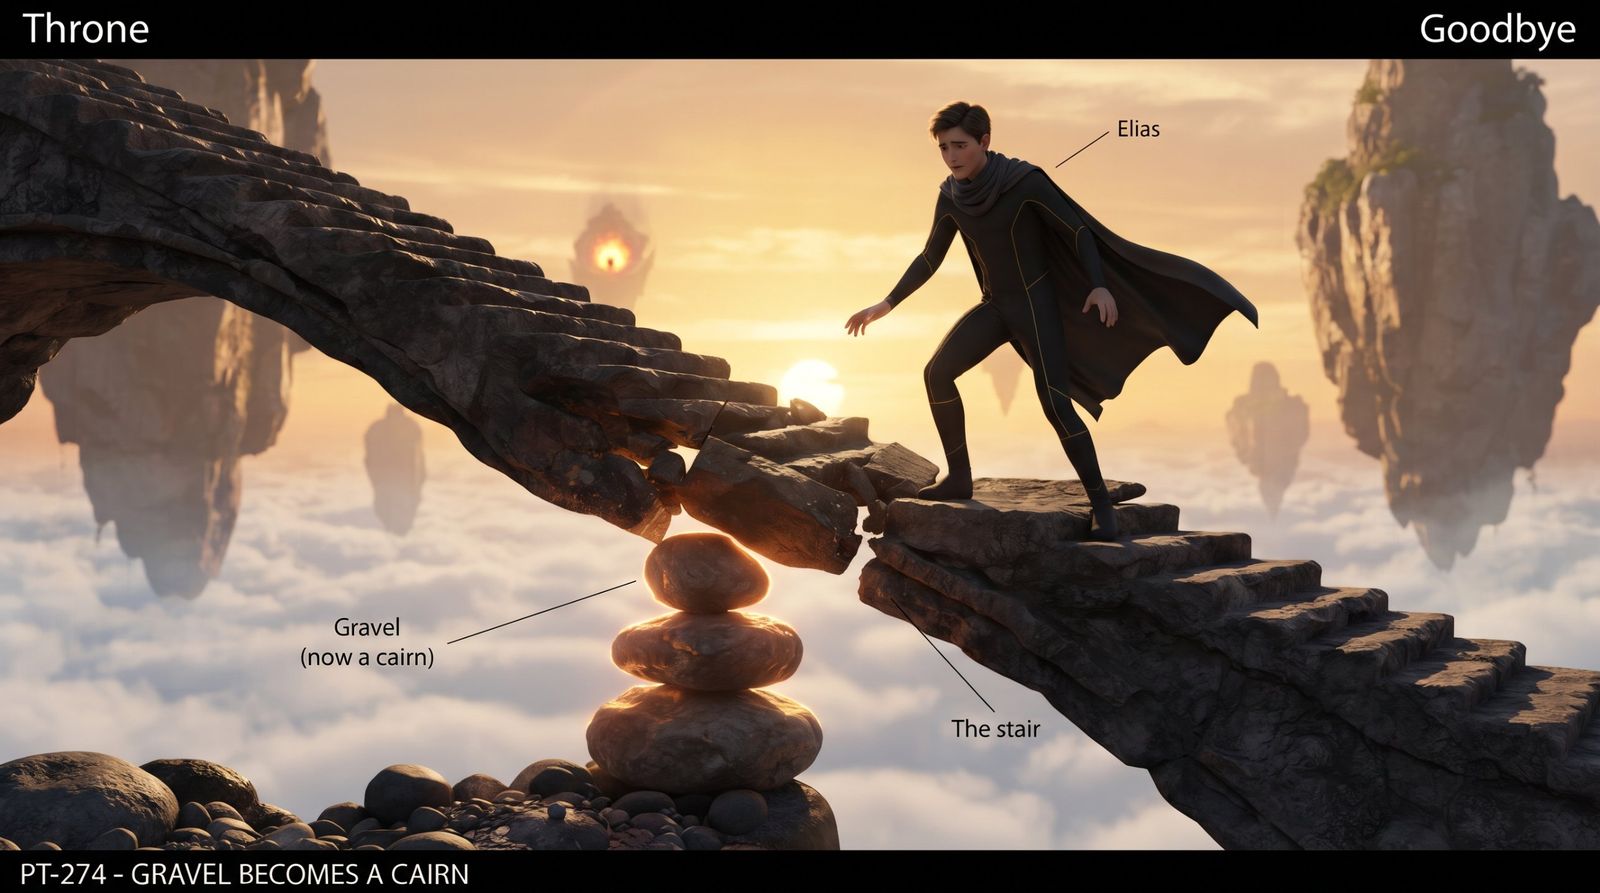 Throne
Goodbye
Elias
Gravel
(now a cairn)
The stair
PT-274 - GRAVEL BECOMES A CAIRN